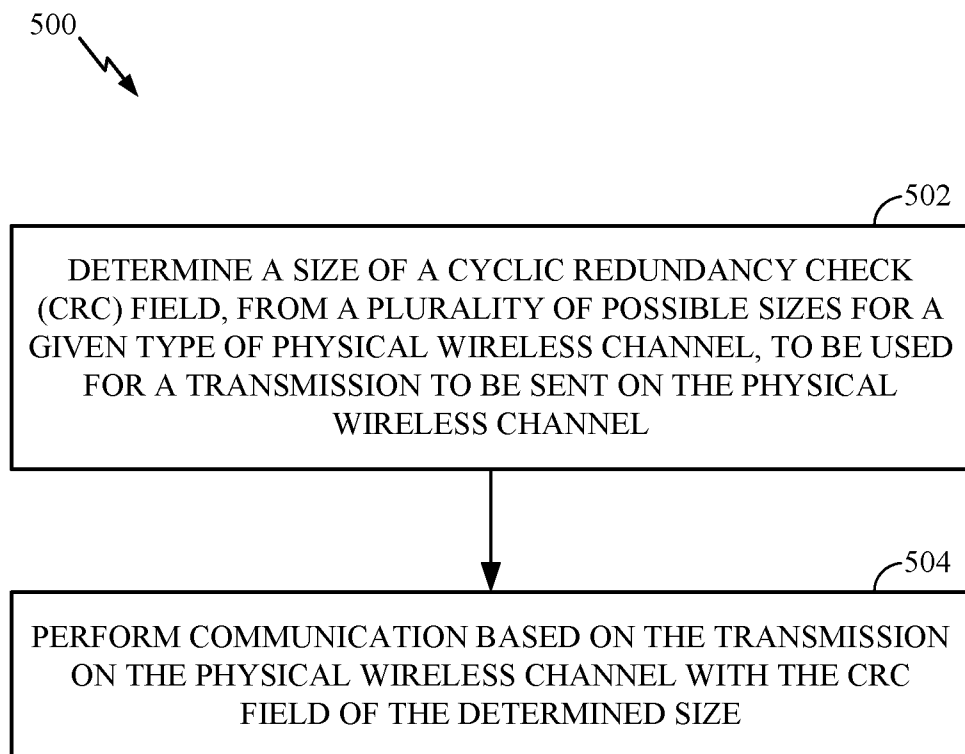 500
502
DETERMINE A SIZE OF A CYCLIC REDUNDANCY CHECK
(CRC) FIELD, FROM A PLURALITY OF POSSIBLE SIZES FOR A
GIVEN TYPE OF PHYSICAL WIRELESS CHANNEL, TO BE USED
FOR A TRANSMISSION TO BE SENT ON THE PHYSICAL
WIRELESS CHANNEL
504
PERFORM COMMUNICATION BASED ON THE TRANSMISSION
ON THE PHYSICAL WIRELESS CHANNEL WITH THE CRC
FIELD OF THE DETERMINED SIZE